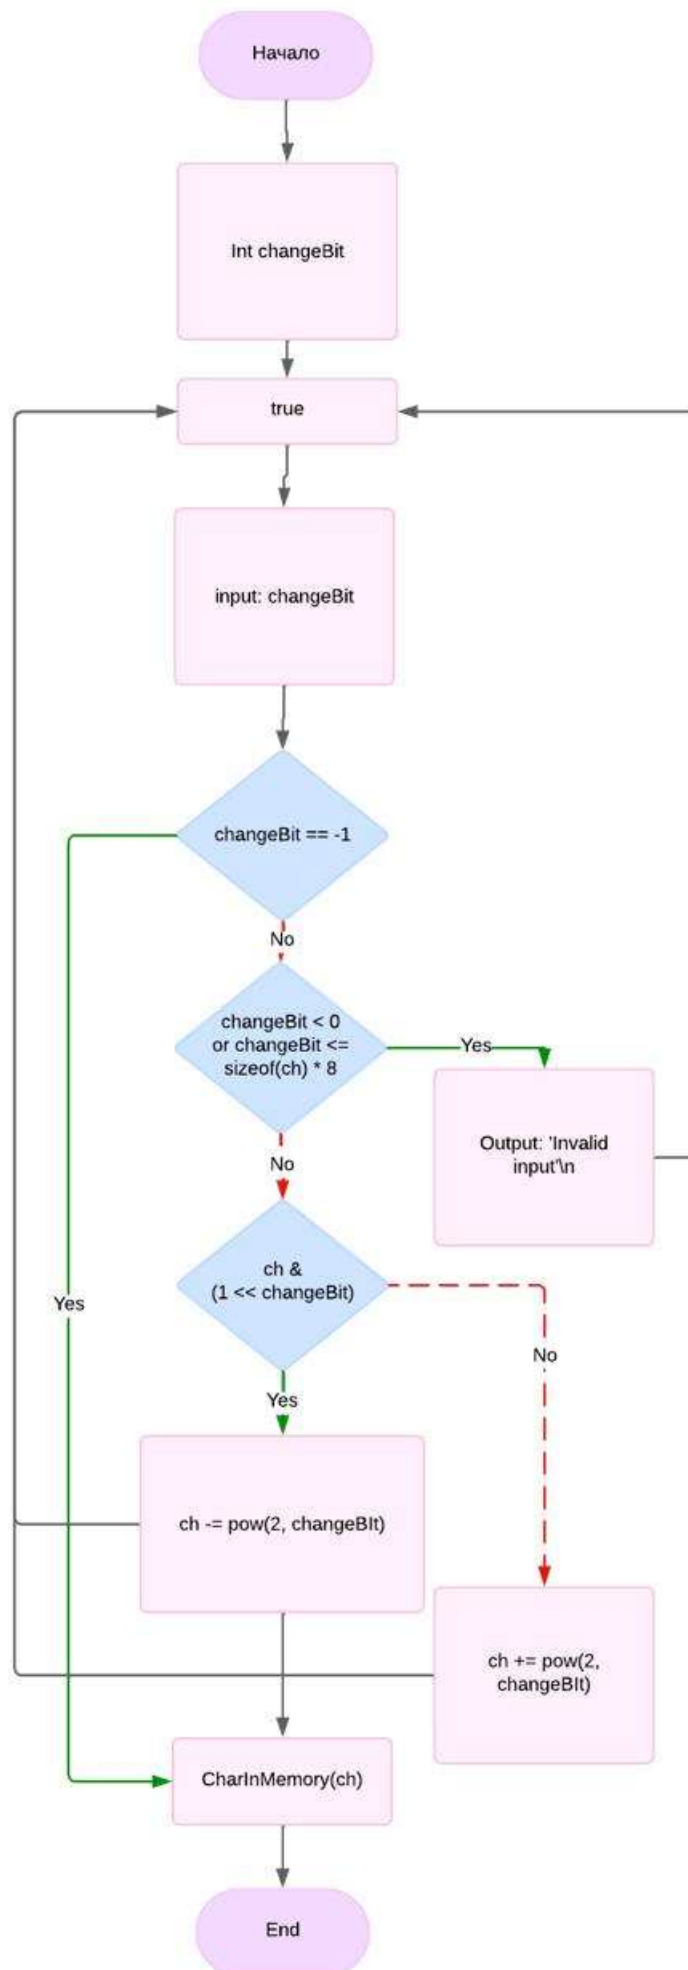 Начало
Int changeBit
true
input: changeBit
changeBit == -1
No
changeBit < 0
or changeBit <=
sizeof(ch) * 8
Yes
Output: 'Invalid
input'\n
No
ch &
(1 << changeBit)
Yes
No
Yes
ch -= pow(2, changeBIt)
ch += pow(2,
changeBIt)
CharInMemory(ch)
End